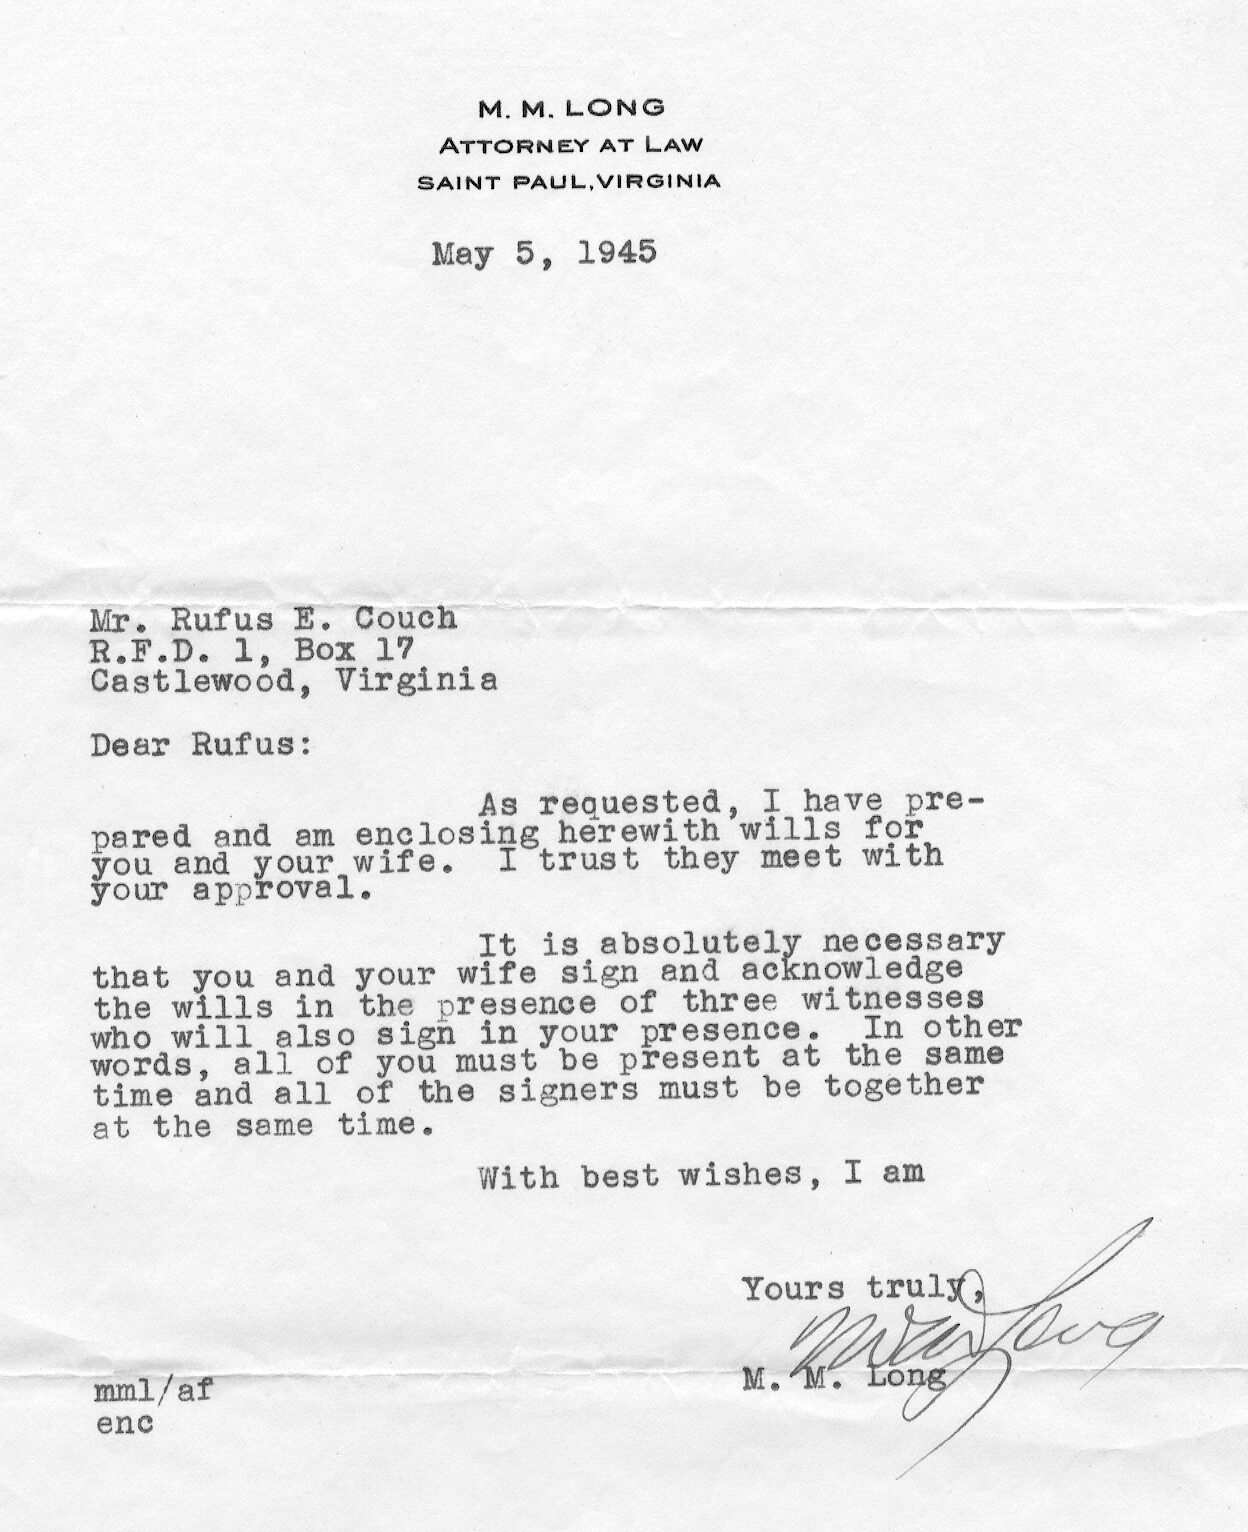 M. M. LONG
ATTORNEY AT LAW
SAINT PAUL, VIRGINIA
May 5, 1945
Mr. Rufus E. Couch
R.F.D. 1, Box 17
Castlewood, Virginia
Dear Rufus:
As requested, I have pre-
pared and am enclosing herewith wills for
you and your wife. I trust they meet with
your approval.
It is absolutely necessary
that you and your wife sign and acknowledge
the wills in the presence of three witnesses
who will also sign in your presence. In other
words, all of you must be present at the same
time and all of the signers must be together
at the same time.
With best wishes, I am
Yours truly,
M. M. Long
M. M. Long
mml/af
enc